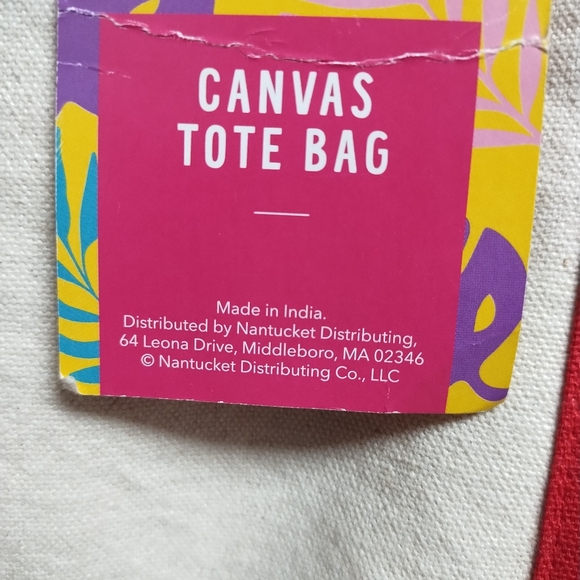 CANVAS
TOTE BAG
Made in India.
Distributed by Nantucket Distributing,
64 Leona Drive, Middleboro, MA 02346
© Nantucket Distributing Co., LLC